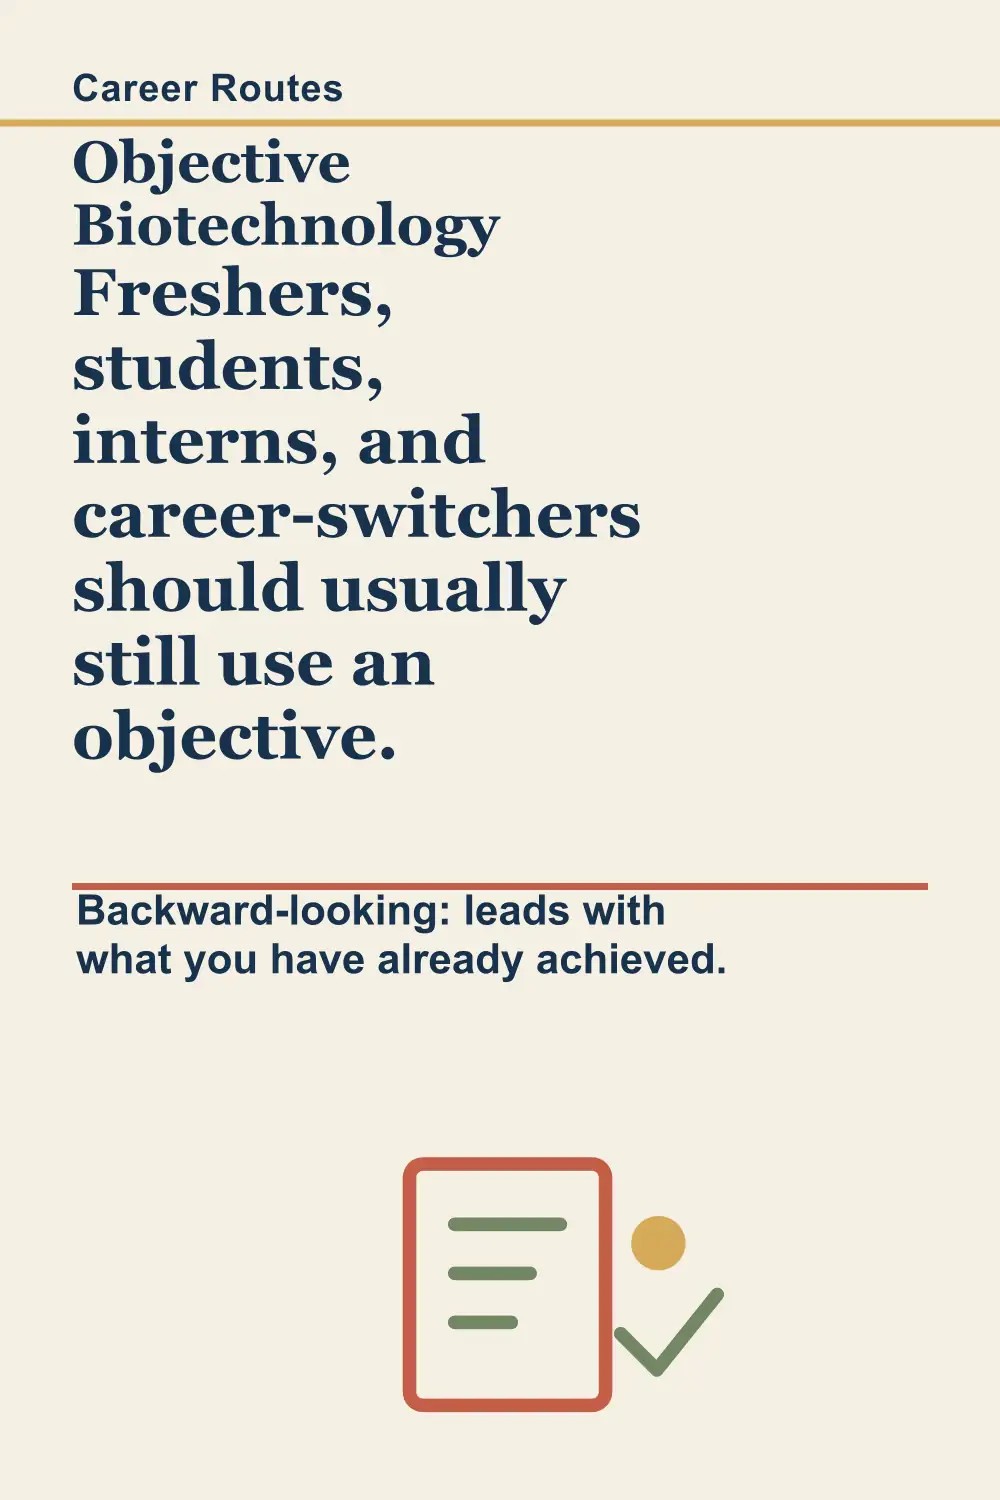 Career Routes
Objective
Biotechnology
Freshers,
students,
interns, and
career-switchers
should usually
still use an
objective.
Backward-looking: leads with
what you have already achieved.